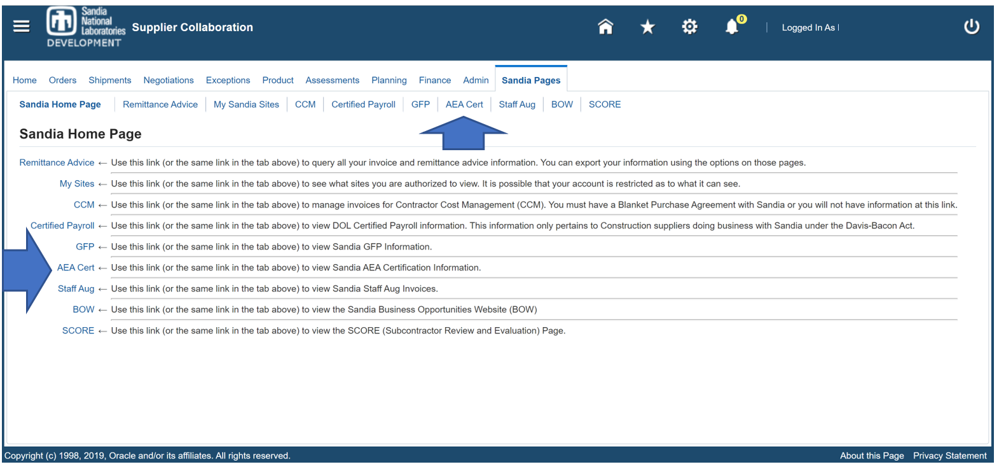 Sandia
National
Laboratories
DEVELOPMENT
Supplier Collaboration
0
Logged In As
Home Orders Shipments Negotiations Exceptions Product Assessments Planning Finance Admin Sandia Pages
Sandia Home Page Remittance Advice My Sandia Sites CCM Certified Payroll GFP AEA Cert Staff Aug BOW SCORE
Sandia Home Page
Remittance Advice ← Use this link (or the same link in the tab above) to query all your invoice and remittance advice information. You can export your information using the options on those pages.
My Sites ← Use this link (or the same link in the tab above) to see what sites you are authorized to view. It is possible that your account is restricted as to what it can see.
CCM ← Use this link (or the same link in the tab above) to manage invoices for Contractor Cost Management (CCM). You must have a Blanket Purchase Agreement with Sandia or you will not have information at this link.
Certified Payroll ← Use this link (or the same link in the tab above) to view DOL Certified Payroll information. This information only pertains to Construction suppliers doing business with Sandia under the Davis-Bacon Act.
GFP ← Use this link (or the same link in the tab above) to view Sandia GFP Information.
AEA Cert ← Use this link (or the same link in the tab above) to view Sandia AEA Certification Information.
Staff Aug ← Use this link (or the same link in the tab above) to view Sandia Staff Aug Invoices.
BOW ← Use this link (or the same link in the tab above) to view the Sandia Business Opportunities Website (BOW)
SCORE ← Use this link (or the same link in the tab above) to view the SCORE (Subcontractor Review and Evaluation) Page.
Copyright (c) 1998, 2019, Oracle and/or its affiliates. All rights reserved.
About this Page Privacy Statement